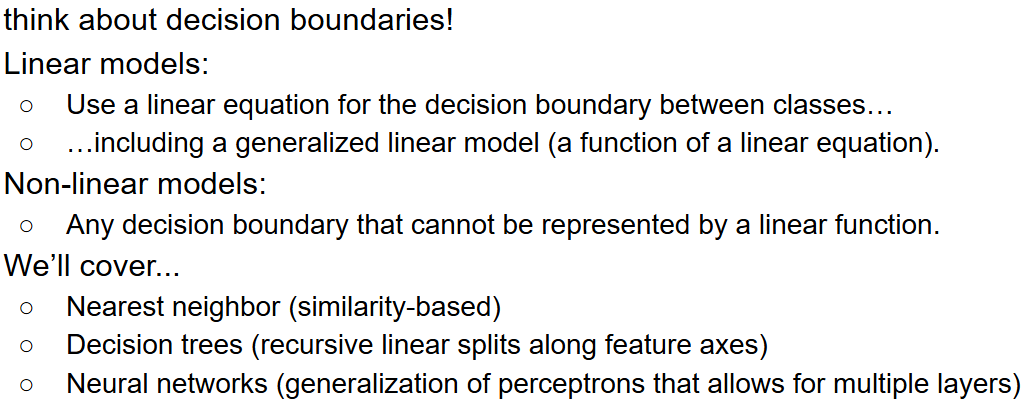 think about decision boundaries!
Linear models:
○ Use a linear equation for the decision boundary between classes…
○ …including a generalized linear model (a function of a linear equation).
Non-linear models:
○ Any decision boundary that cannot be represented by a linear function.
We’ll cover...
○ Nearest neighbor (similarity-based)
○ Decision trees (recursive linear splits along feature axes)
○ Neural networks (generalization of perceptrons that allows for multiple layers)